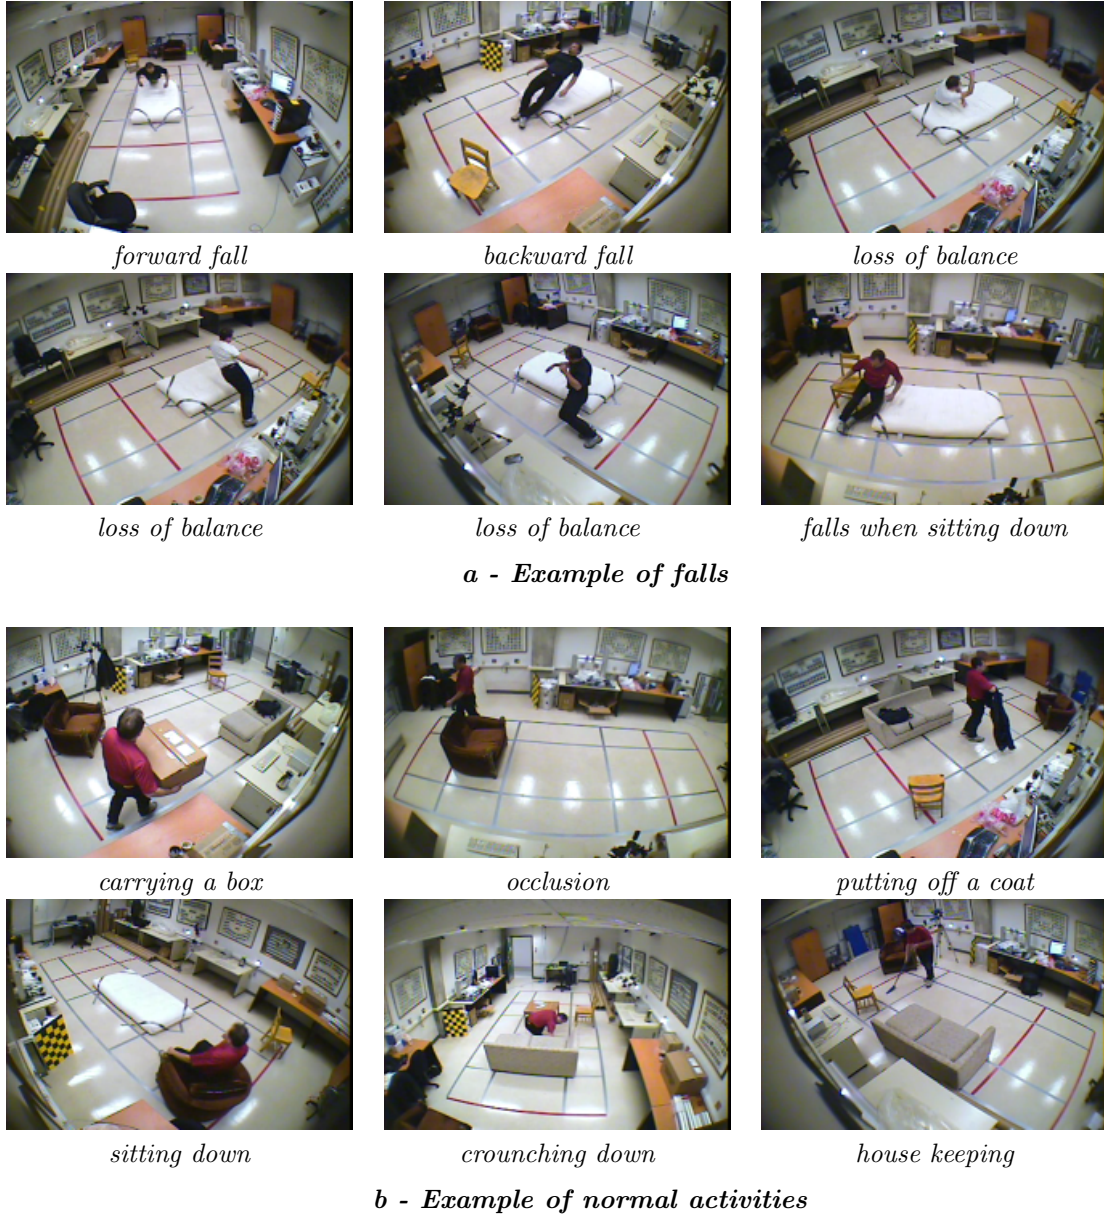 forward fall
backward fall
loss of balance
loss of balance
loss of balance
falls when sitting down
a - Example of falls
carrying a box
occlusion
putting off a coat
sitting down
crounching down
house keeping
b - Example of normal activities